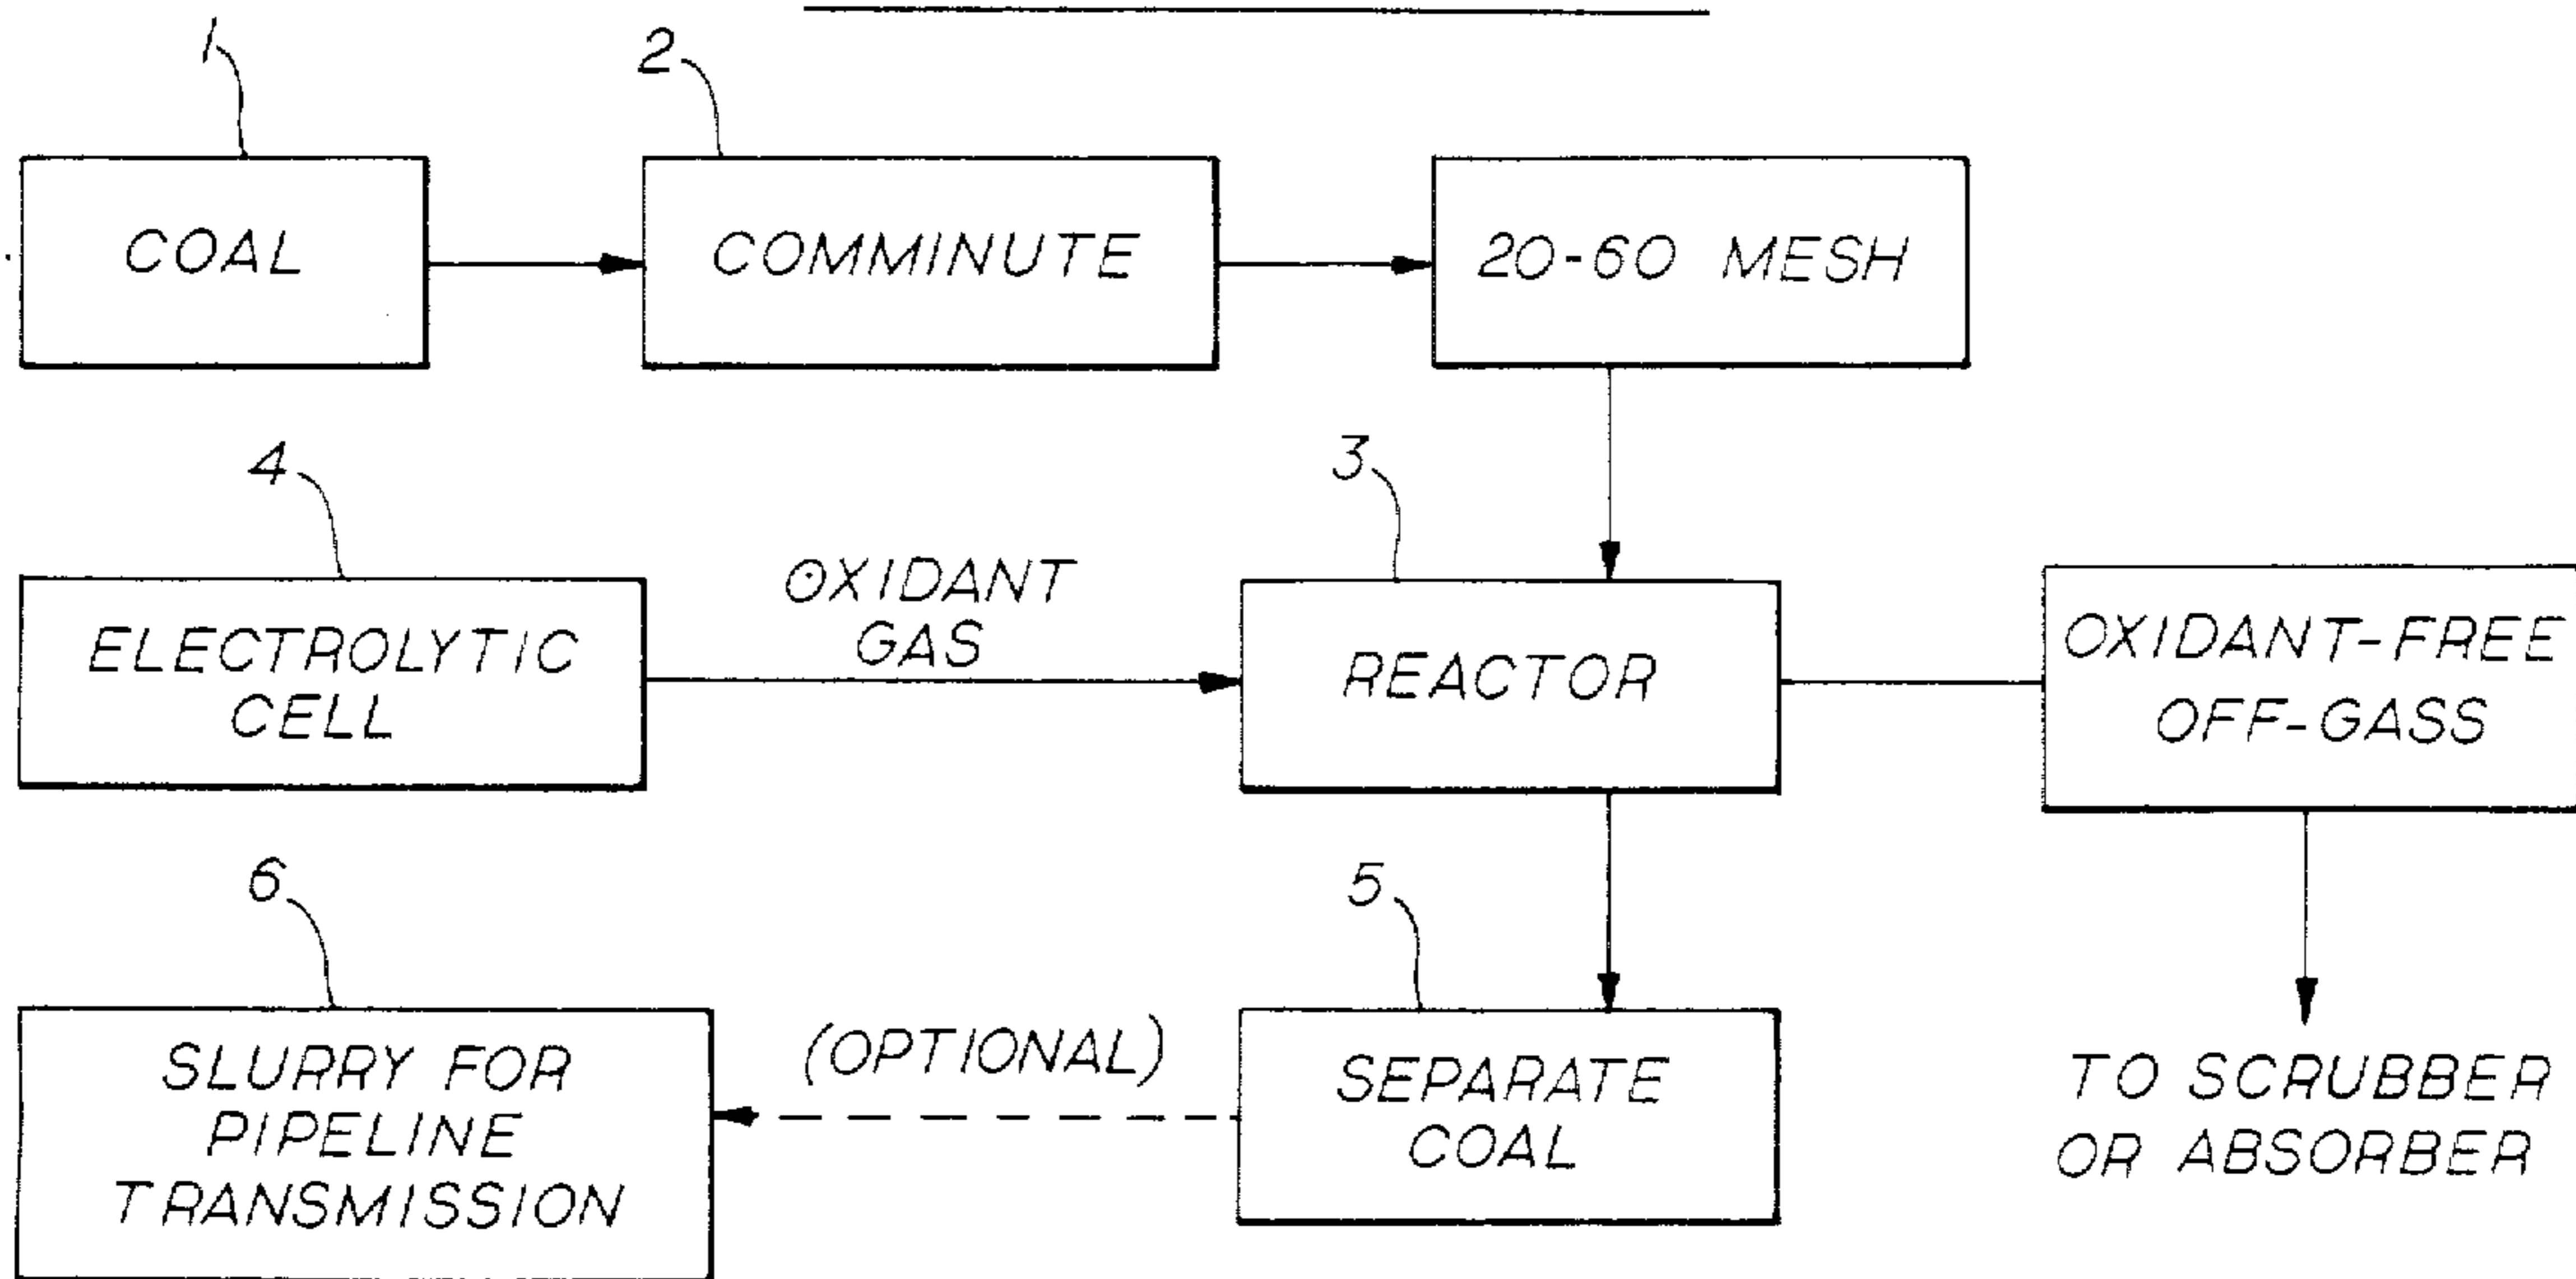 1
2
COAL
COMMINUTE
20-60 MESH
4
3
ELECTROLYTIC
CELL
OXIDANT
GAS
REACTOR
OXIDANT-FREE
OFF-GASS
6
5
SLURRY FOR
PIPELINE
TRANSMISSION
(OPTIONAL)
SEPARATE
COAL
TO SCRUBBER
OR ABSORBER